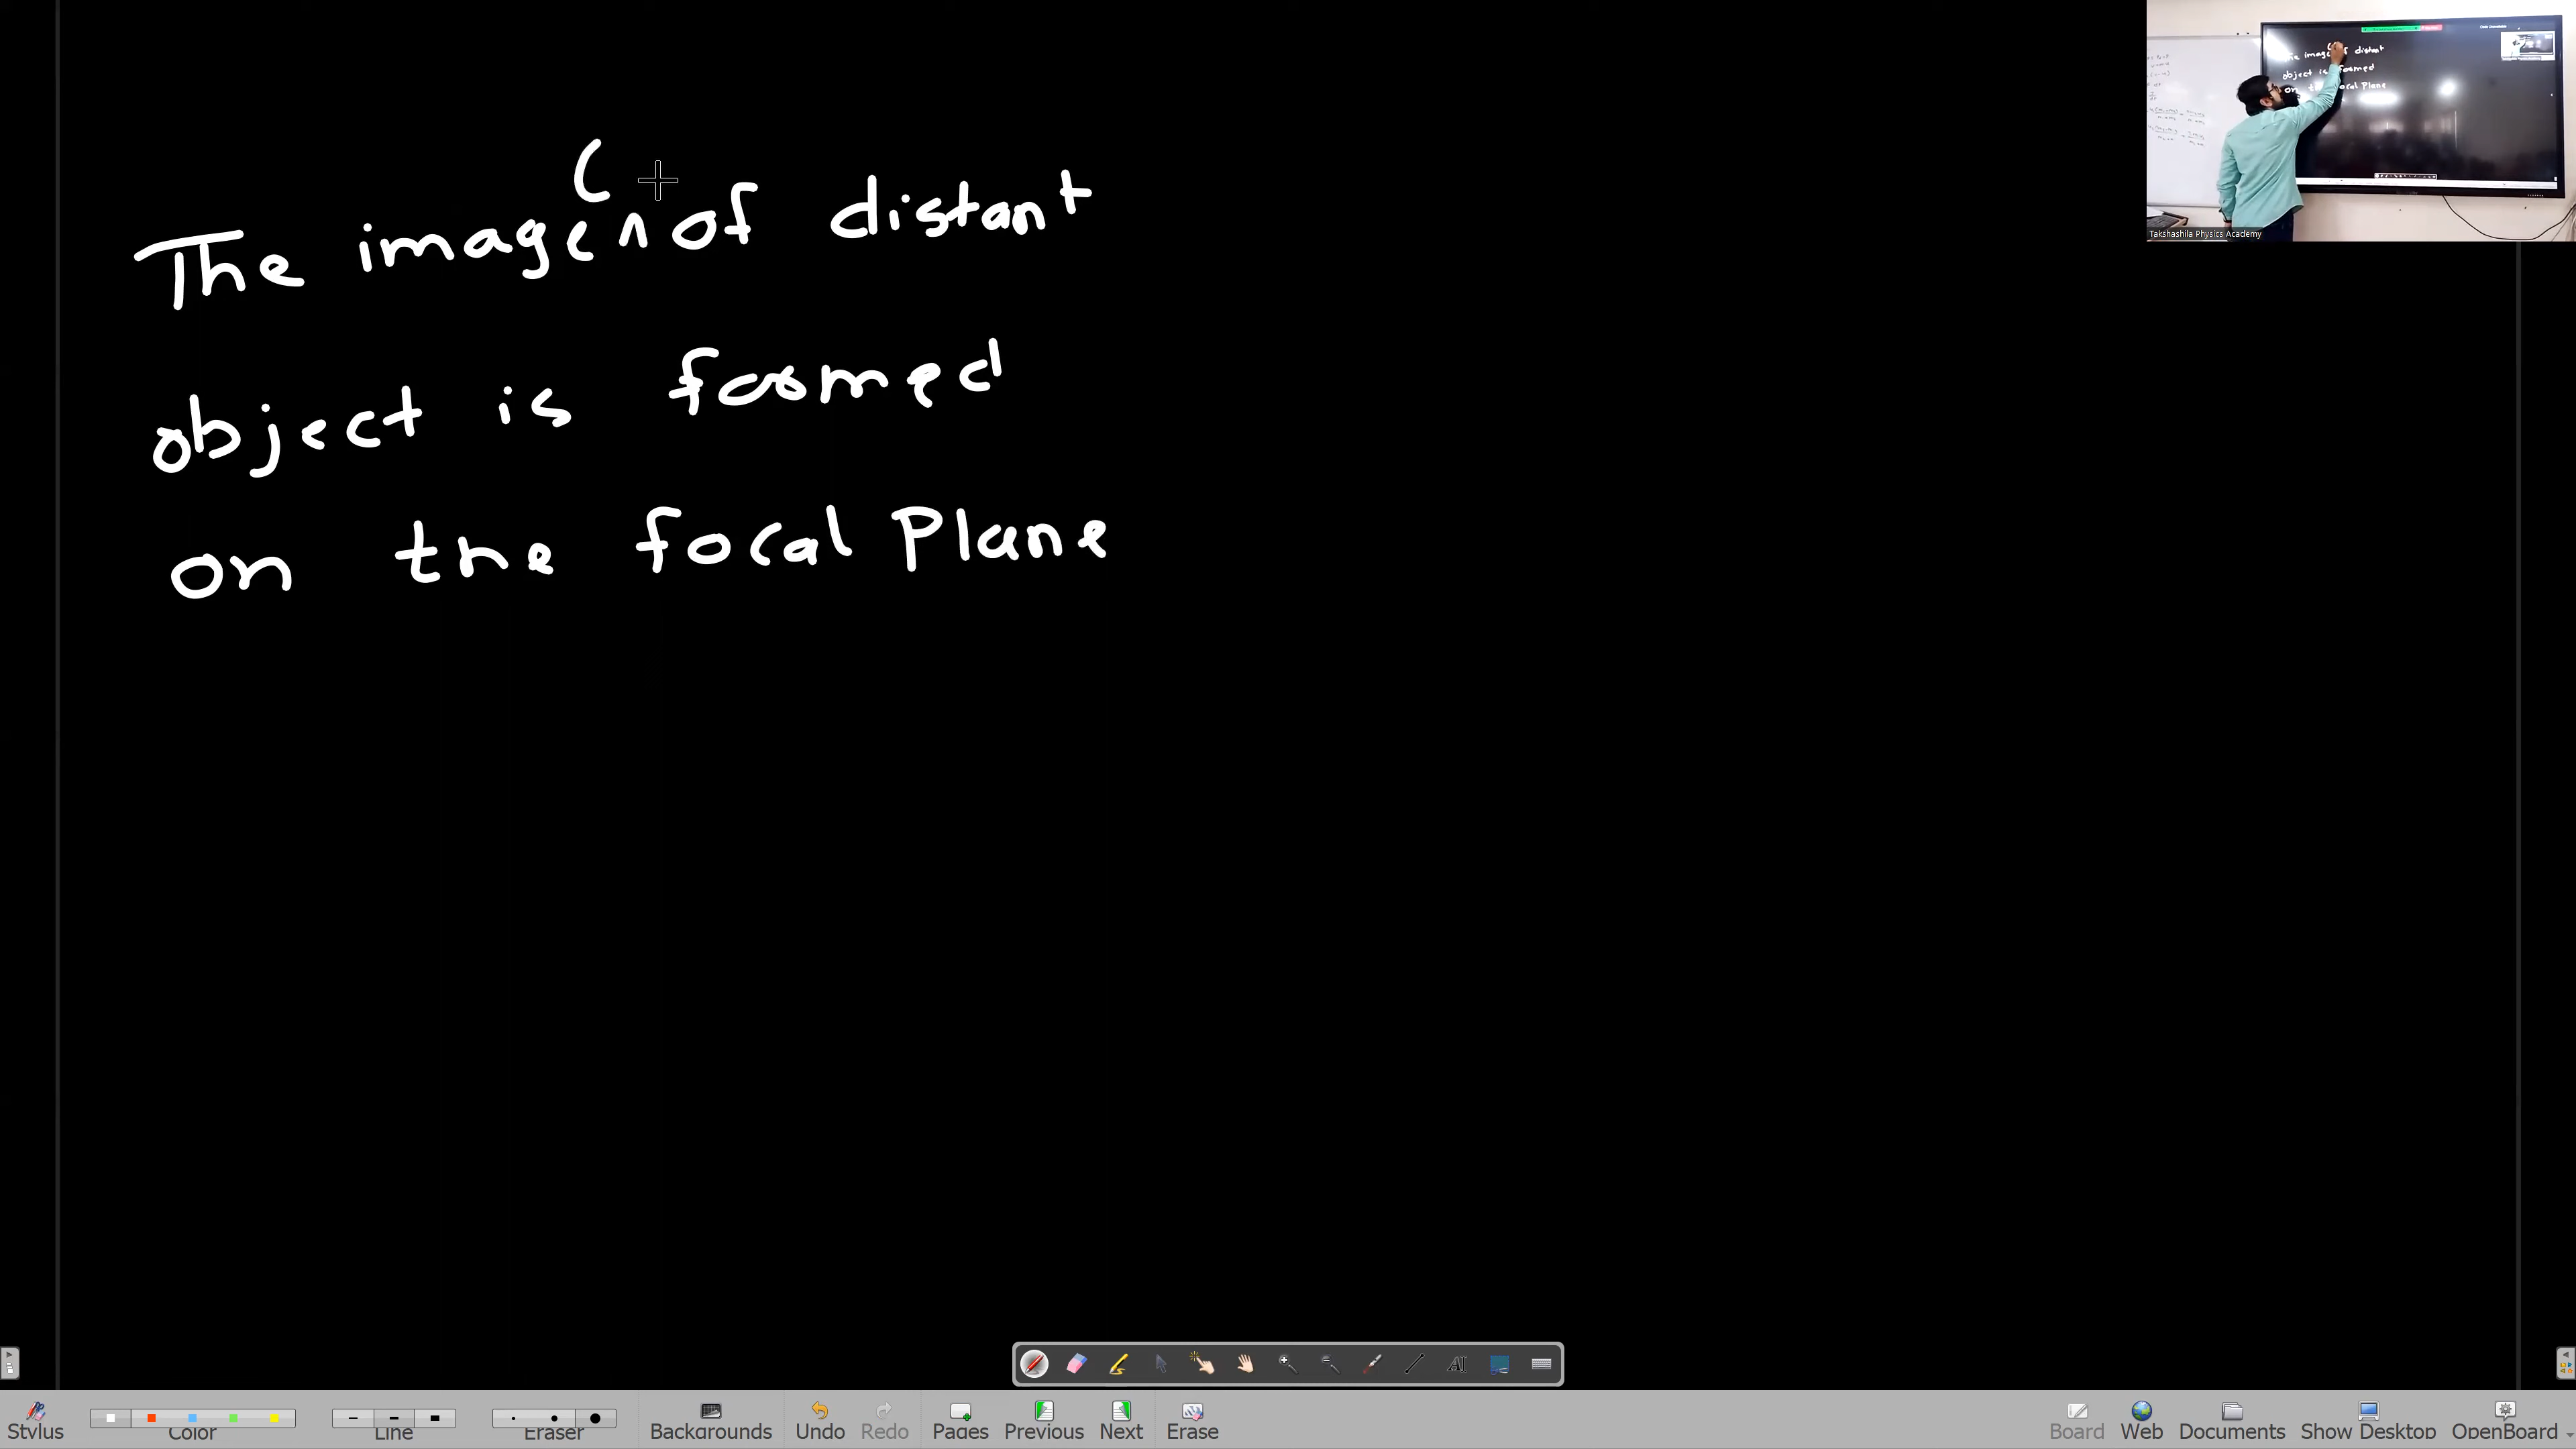 (
The image ^ of distant
object is formed
on the focal Plane
Takshashila Physics Academy
Stylus Color Line Eraser Backgrounds Undo Redo Pages Previous Next Erase Board Web Documents Show Desktop OpenBoard